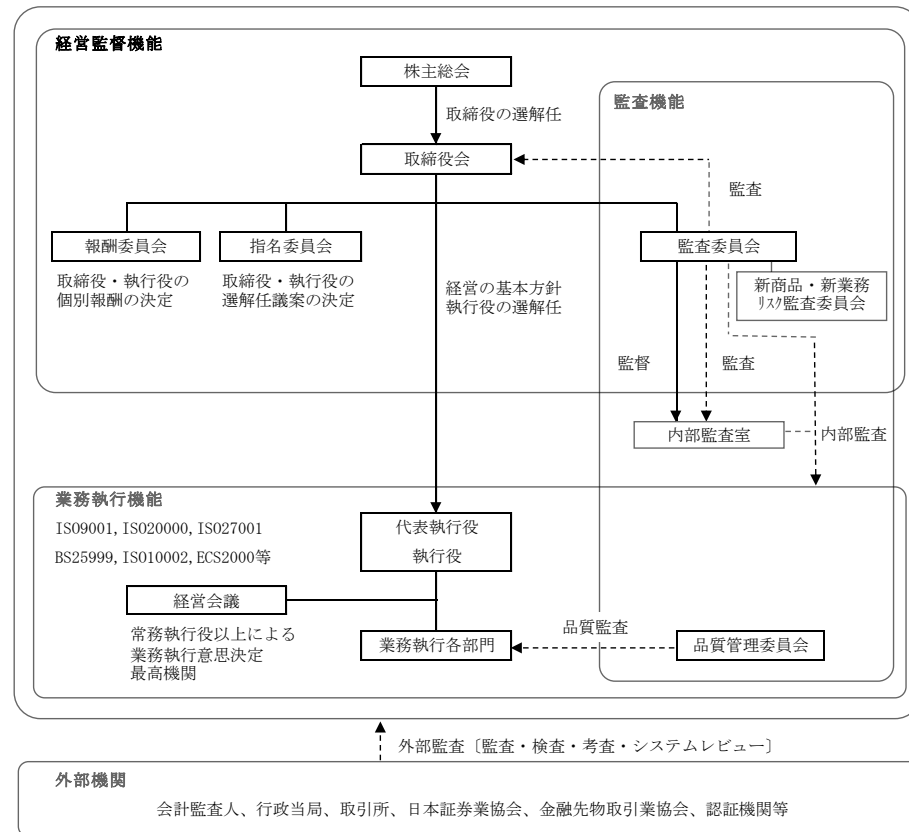 経営監督機能
株主総会
監査機能
取締役の選解任
取締役会
監査
報酬委員会
指名委員会
監査委員会
取締役・執行役の
個別報酬の決定
取締役・執行役の
選解任議案の決定
経営の基本方針
執行役の選解任
新商品・新業務
ﾘｽｸ監査委員会
監督
監査
内部監査室
内部監査
業務執行機能
ISO9001, ISO20000, ISO27001
BS25999, ISO10002, ECS2000等
代表執行役
執行役
経営会議
常務執行役以上による
業務執行意思決定
最高機関
業務執行各部門
品質監査
品質管理委員会
外部監査〔監査・検査・考査・システムレビュー〕
外部機関
会計監査人、行政当局、取引所、日本証券業協会、金融先物取引業協会、認証機関等